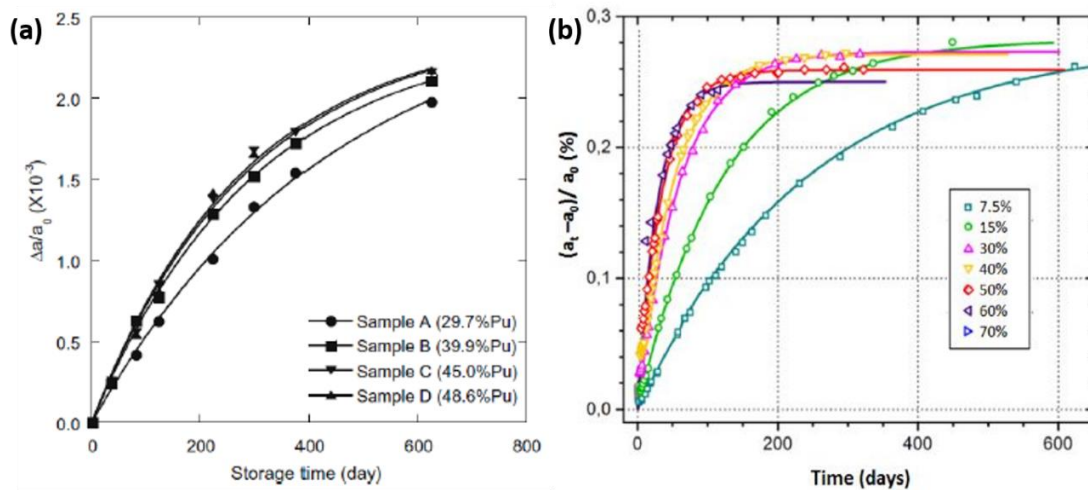 (a)
2.5
2.0
1.5
1.0
0.5
0.0
Δa/a₀ (X10⁻³)
0
200
400
600
800
Storage time (day)
Sample A (29.7%Pu)
Sample B (39.9%Pu)
Sample C (45.0%Pu)
Sample D (48.6%Pu)
(b)
0,3
0,2
0,1
0,0
(aₜ –a₀)/ a₀ (%)
0
200
400
600
Time (days)
7.5%
15%
30%
40%
50%
60%
70%